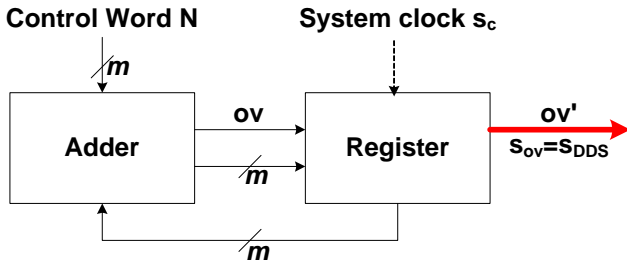 Control Word N
System clock s_c
m
Adder
ov
m
Register
ov'
s_ov=s_DDS
m